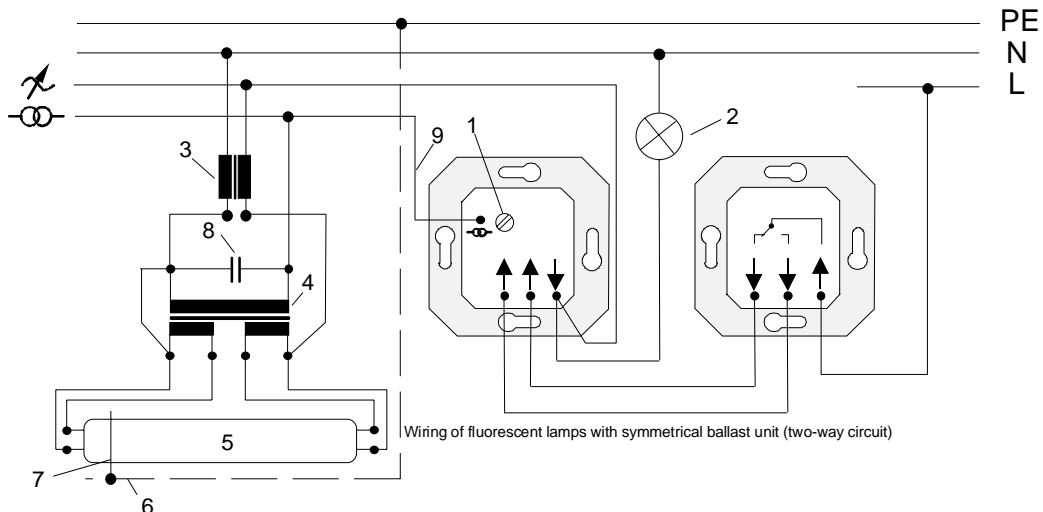 PE
N
L
1
2
9
3
8
4
5
Wiring of fluorescent lamps with symmetrical ballast unit (two-way circuit)
7
6